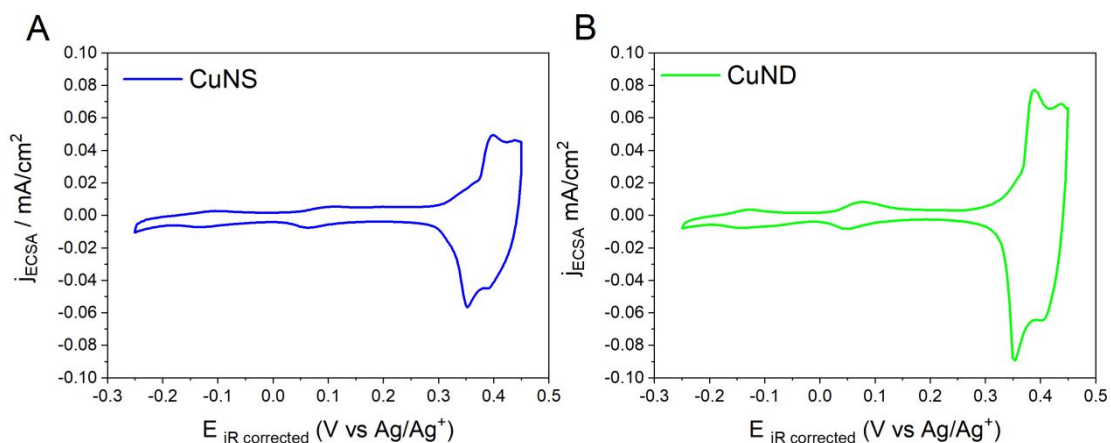 A
B
CuNS
CuND
0.10
0.08
0.06
0.04
0.02
0.00
-0.02
-0.04
-0.06
-0.08
-0.10
j_ECSA / mA/cm²
-0.3 -0.2 -0.1 0.0 0.1 0.2 0.3 0.4 0.5
E iR corrected (V vs Ag/Ag⁺)
0.10
0.08
0.06
0.04
0.02
0.00
-0.02
-0.04
-0.06
-0.08
-0.10
j_ECSA mA/cm²
-0.3 -0.2 -0.1 0.0 0.1 0.2 0.3 0.4 0.5
E iR corrected (V vs Ag/Ag⁺)